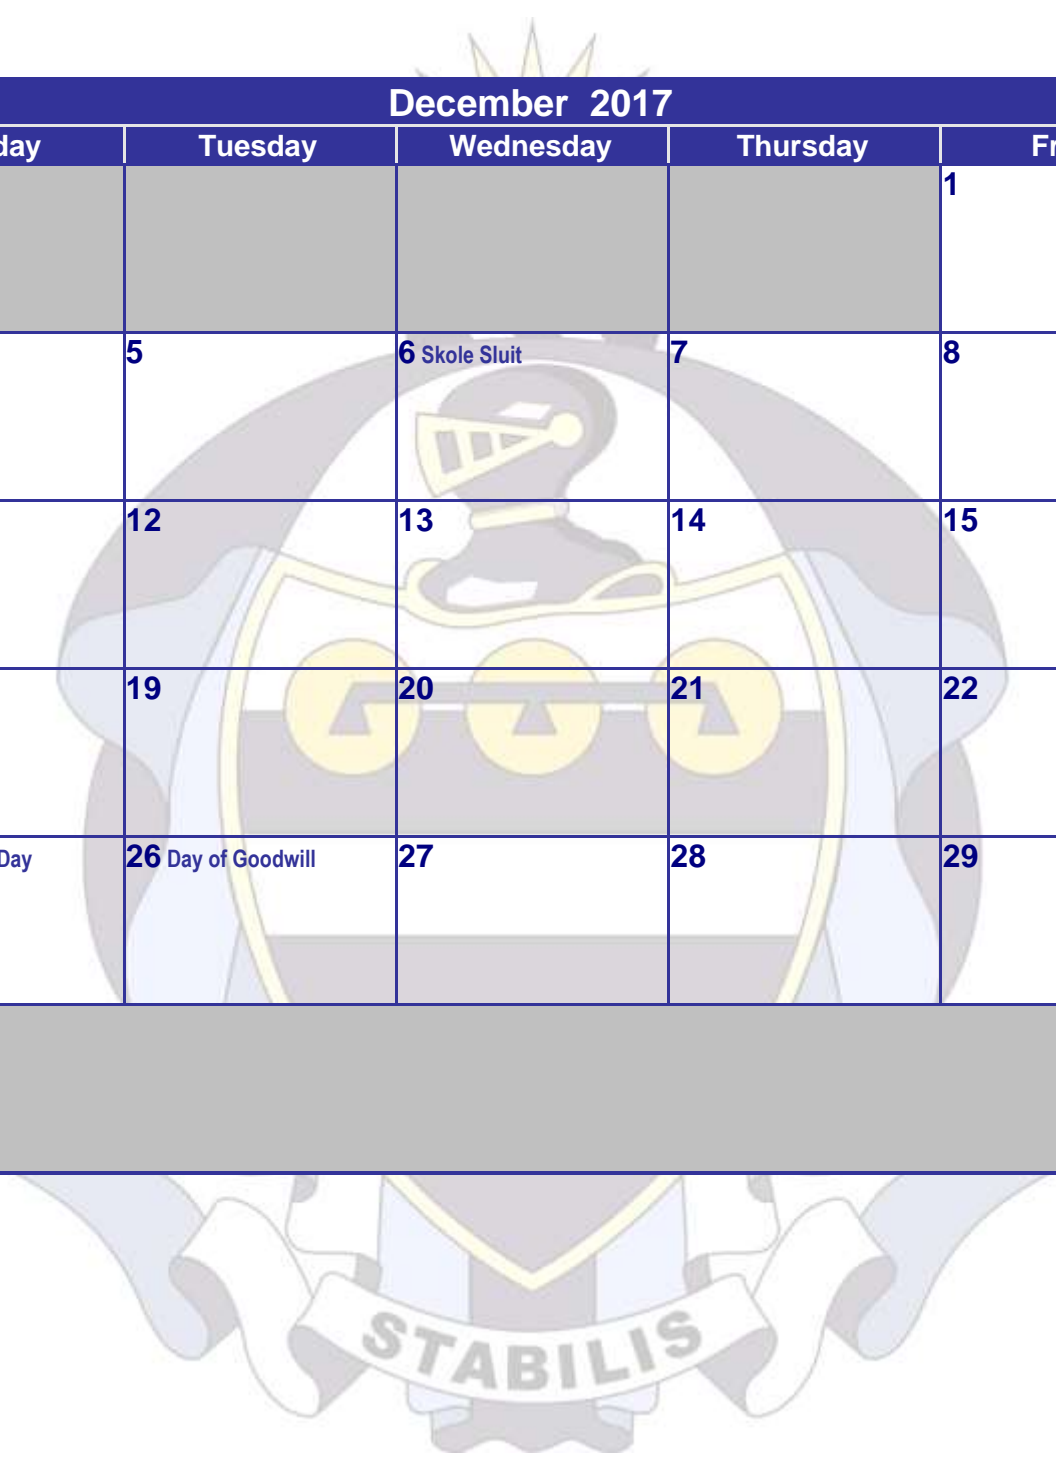 December 2017
day Tuesday Wednesday Thursday Fr
1
5 6 Skole Sluit 7 8
12 13 14 15
19 20 21 22
Day 26 Day of Goodwill 27 28 29
STABILIS